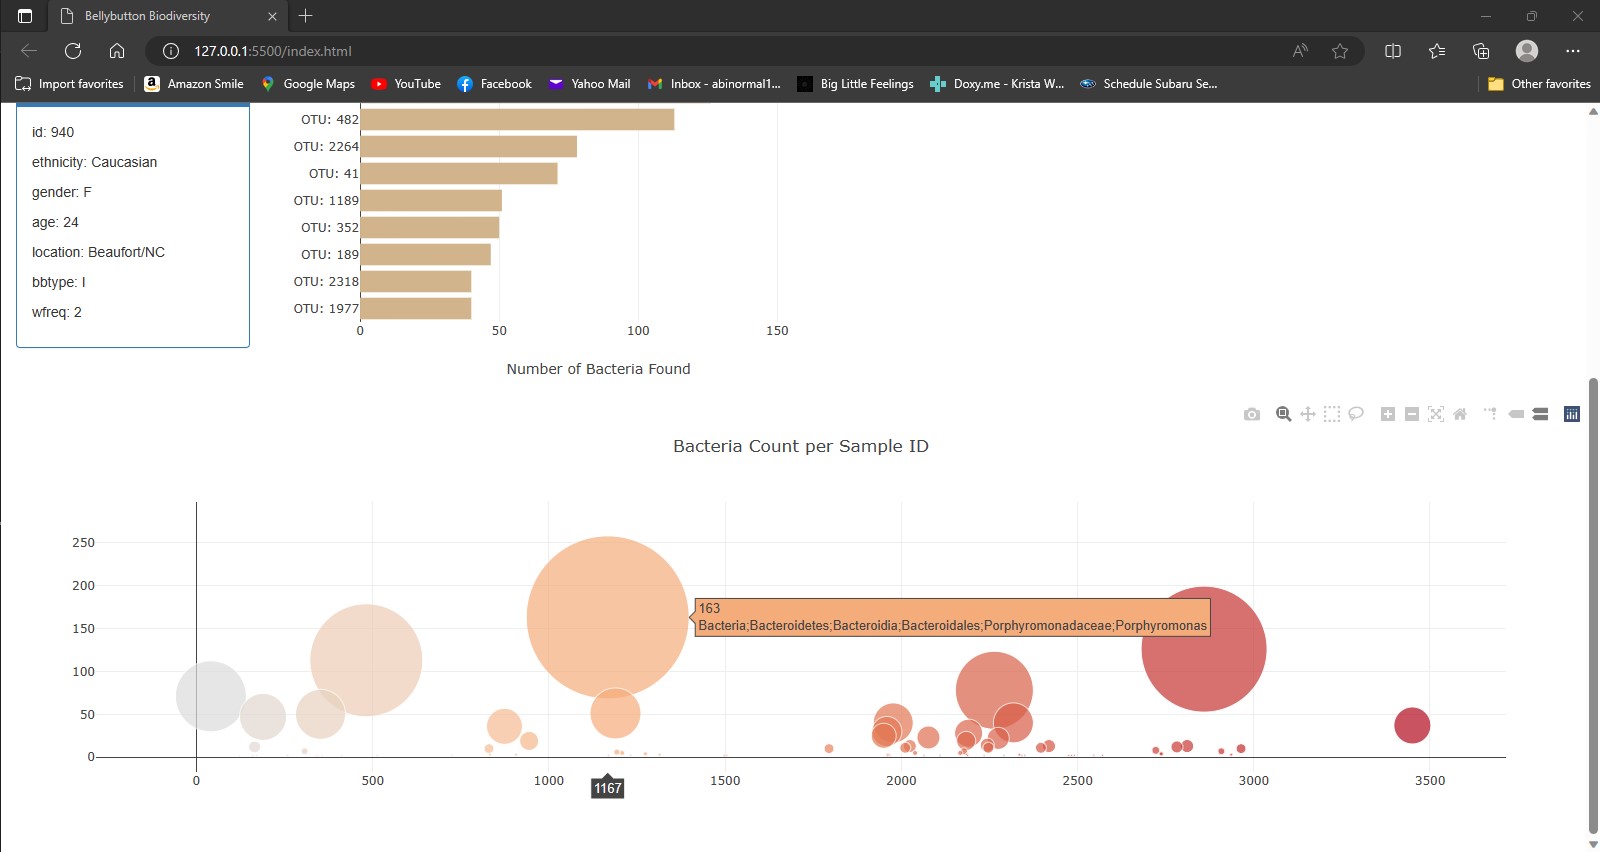 Bellybutton Biodiversity
127.0.0.1:5500/index.html
Import favorites
Amazon Smile
Google Maps
YouTube
Facebook
Yahoo Mail
Inbox - abinormal1...
Big Little Feelings
Doxy.me - Krista W...
Schedule Subaru Se...
Other favorites
id: 940
ethnicity: Caucasian
gender: F
age: 24
location: Beaufort/NC
bbtype: I
wfreq: 2
OTU: 482
OTU: 2264
OTU: 41
OTU: 1189
OTU: 352
OTU: 189
OTU: 2318
OTU: 1977
0 50 100 150
Number of Bacteria Found
Bacteria Count per Sample ID
250
200
150
100
50
0
163
Bacteria;Bacteroidetes;Bacteroidia;Bacteroidales;Porphyromonadaceae;Porphyromonas
0 500 1000 1500 2000 2500 3000 3500
1167